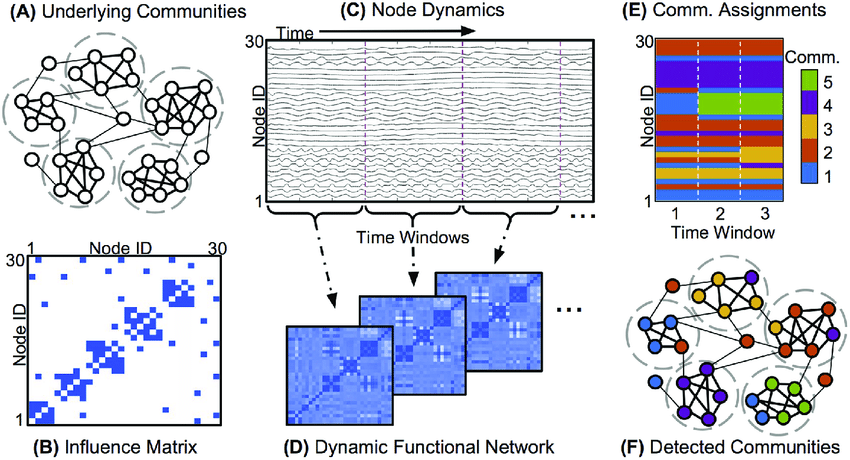 (A) Underlying Communities
(B) Influence Matrix
1 Node ID 30
30
Node ID
1
(C) Node Dynamics
Time
30
Node ID
1
Time Windows
...
...
(D) Dynamic Functional Network
(E) Comm. Assignments
30
Node ID
1
1 2 3
Time Window
Comm.
5
4
3
2
1
(F) Detected Communities